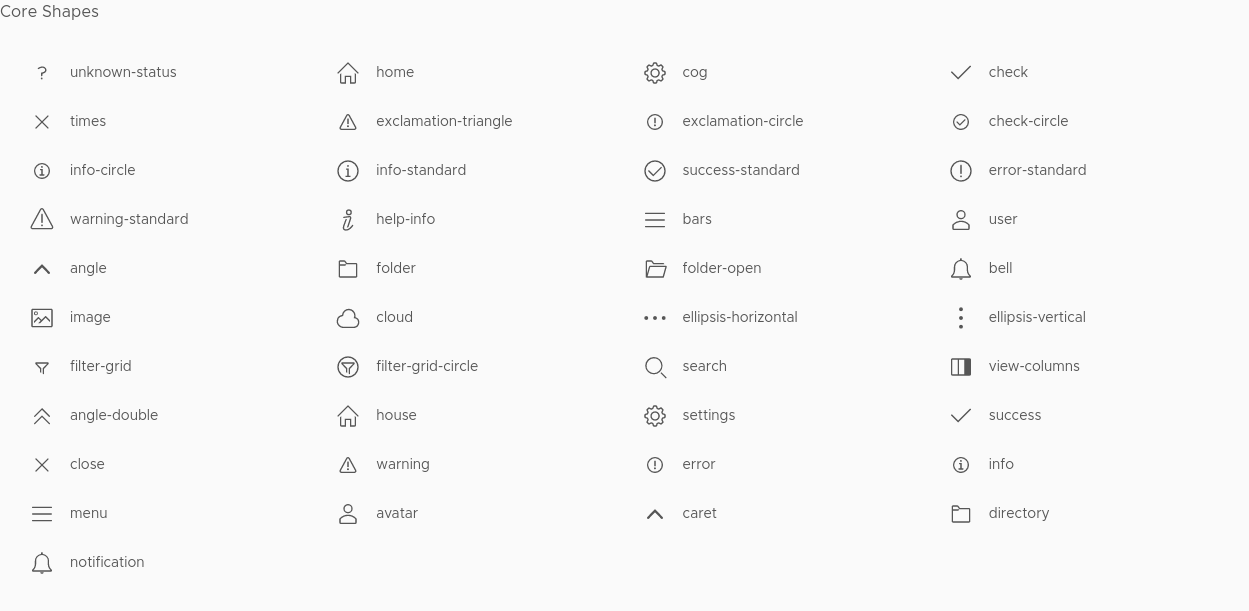 Core Shapes
unknown-status home cog check
times exclamation-triangle exclamation-circle check-circle
info-circle info-standard success-standard error-standard
warning-standard help-info bars user
angle folder folder-open bell
image cloud ellipsis-horizontal ellipsis-vertical
filter-grid filter-grid-circle search view-columns
angle-double house settings success
close warning error info
menu avatar caret directory
notification